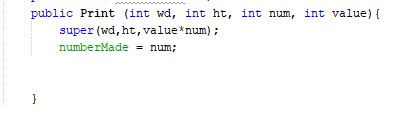 public Print (int wd, int ht, int num, int value){
super(wd,ht,value*num);
numberMade = num;
}